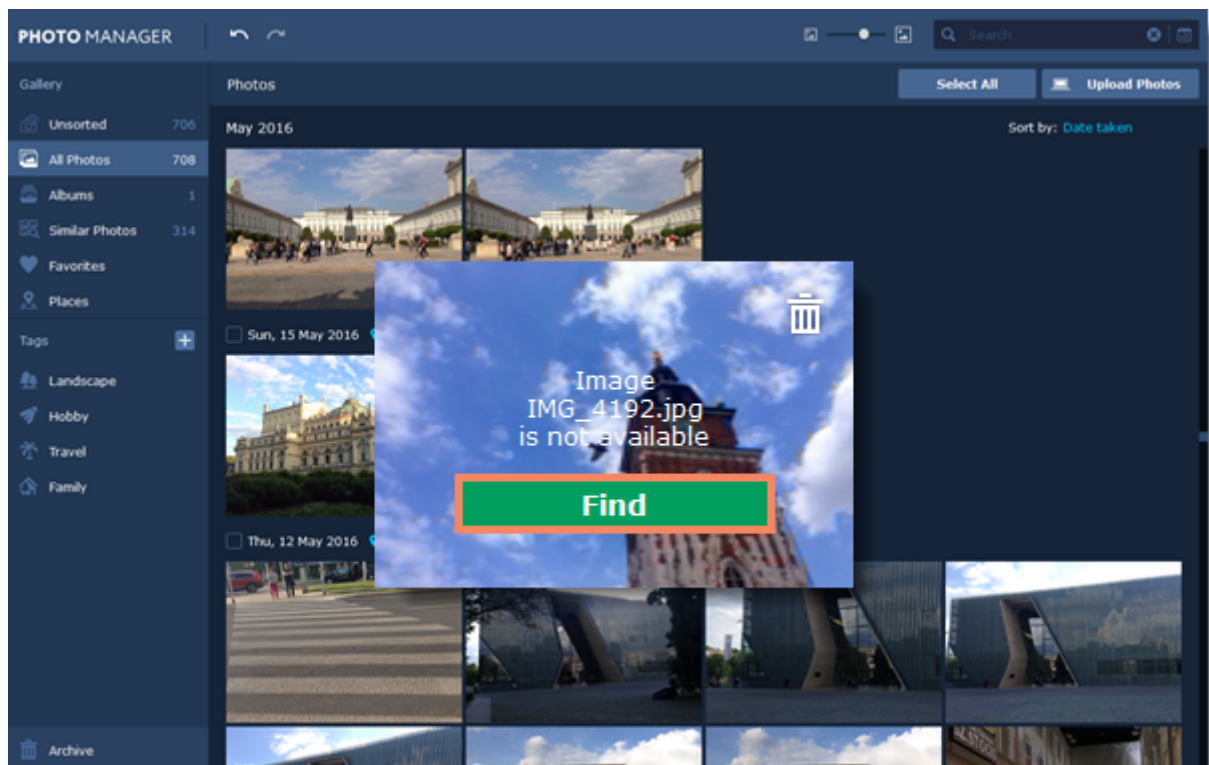 PHOTO MANAGER
Search
Gallery
Photos
Select All
Upload Photos
Unsorted 706
May 2016
Sort by: Date taken
All Photos 708
Albums 1
Similar Photos 314
Favorites
Places
Sun, 15 May 2016
Tags
Image
IMG_4192.jpg
is not available
Landscape
Hobby
Travel
Family
Find
Thu, 12 May 2016
Archive